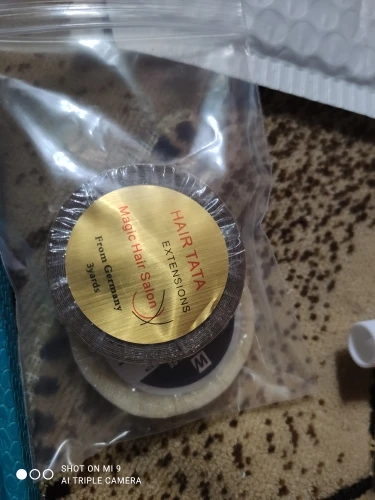 HAIR TATA
EXTENSIONS
Magic Hair Salon
From Germany
3yards
M
SHOT ON MI 9
AI TRIPLE CAMERA